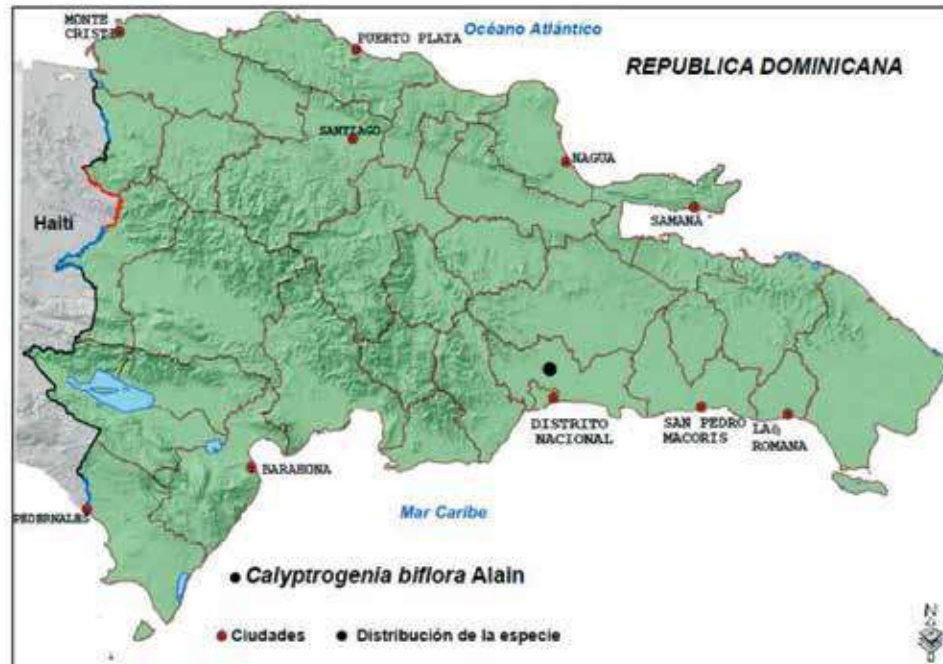 MONTE
CRISTI
Océano Atlántico
PUERTO PLATA
REPUBLICA DOMINICANA
SANTIAGO
NAGUA
Haiti
SAMANÁ
DISTRITO
NACIONAL
SAN PEDRO
MACORIS
LA
ROMANA
BARAHONA
PEDERNALES
Mar Caribe
Calyptrogenia biflora Alain
Ciudades
Distribución de la especie
N